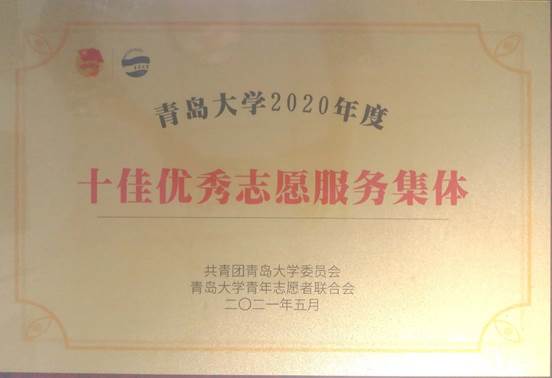 青岛大学2020年度
十佳优秀志愿服务集体
共青团青岛大学委员会
青岛大学青年志愿者联合会
二〇二一年五月